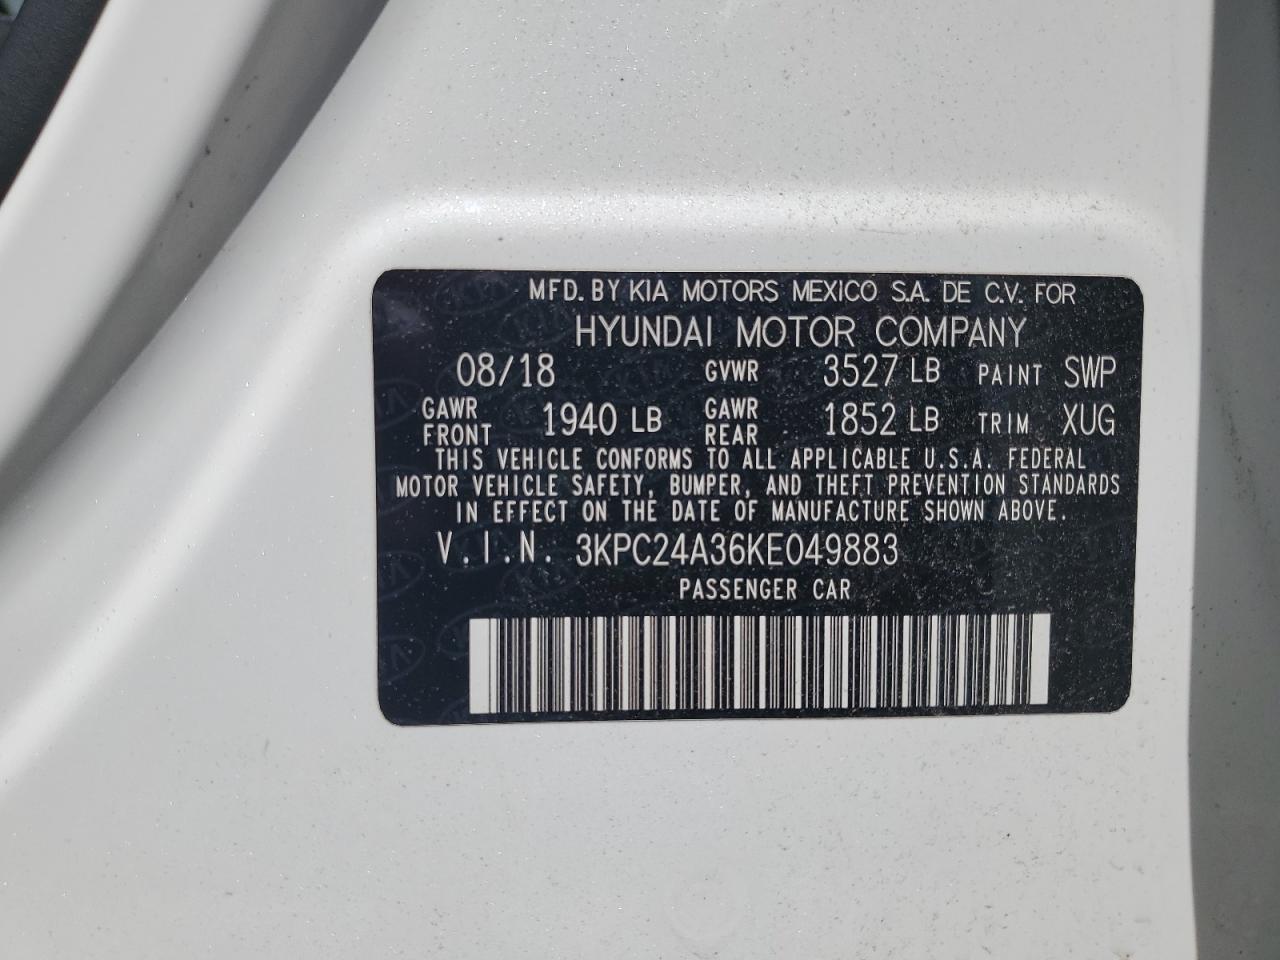 MFD. BY KIA MOTORS MEXICO S.A. DE C.V. FOR
HYUNDAI MOTOR COMPANY
08/18 GVWR 3527 LB PAINT SWP
GAWR FRONT 1940 LB GAWR REAR 1852 LB TRIM XUG
THIS VEHICLE CONFORMS TO ALL APPLICABLE U.S.A. FEDERAL
MOTOR VEHICLE SAFETY, BUMPER, AND THEFT PREVENTION STANDARDS
IN EFFECT ON THE DATE OF MANUFACTURE SHOWN ABOVE.
V.I.N. 3KPC24A36KE049883
PASSENGER CAR